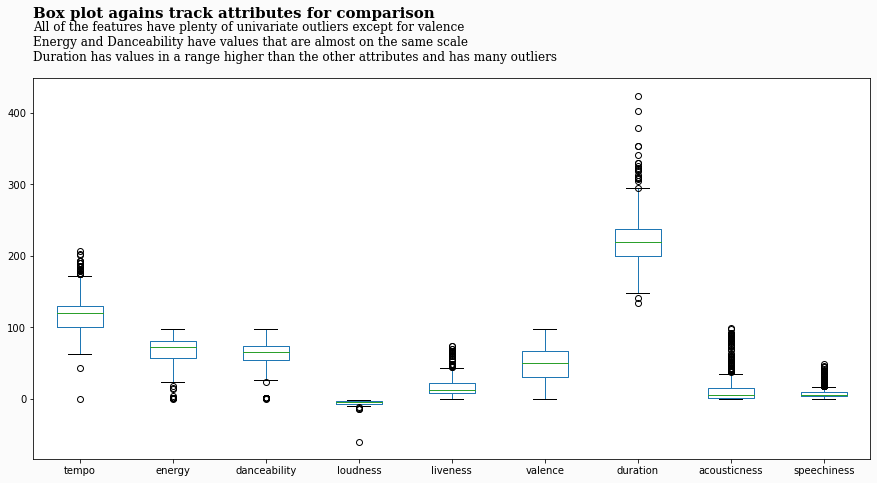 Box plot agains track attributes for comparison
All of the features have plenty of univariate outliers except for valence
Energy and Danceability have values that are almost on the same scale
Duration has values in a range higher than the other attributes and has many outliers
400
300
200
100
0
tempo energy danceability loudness liveness valence duration acousticness speechiness